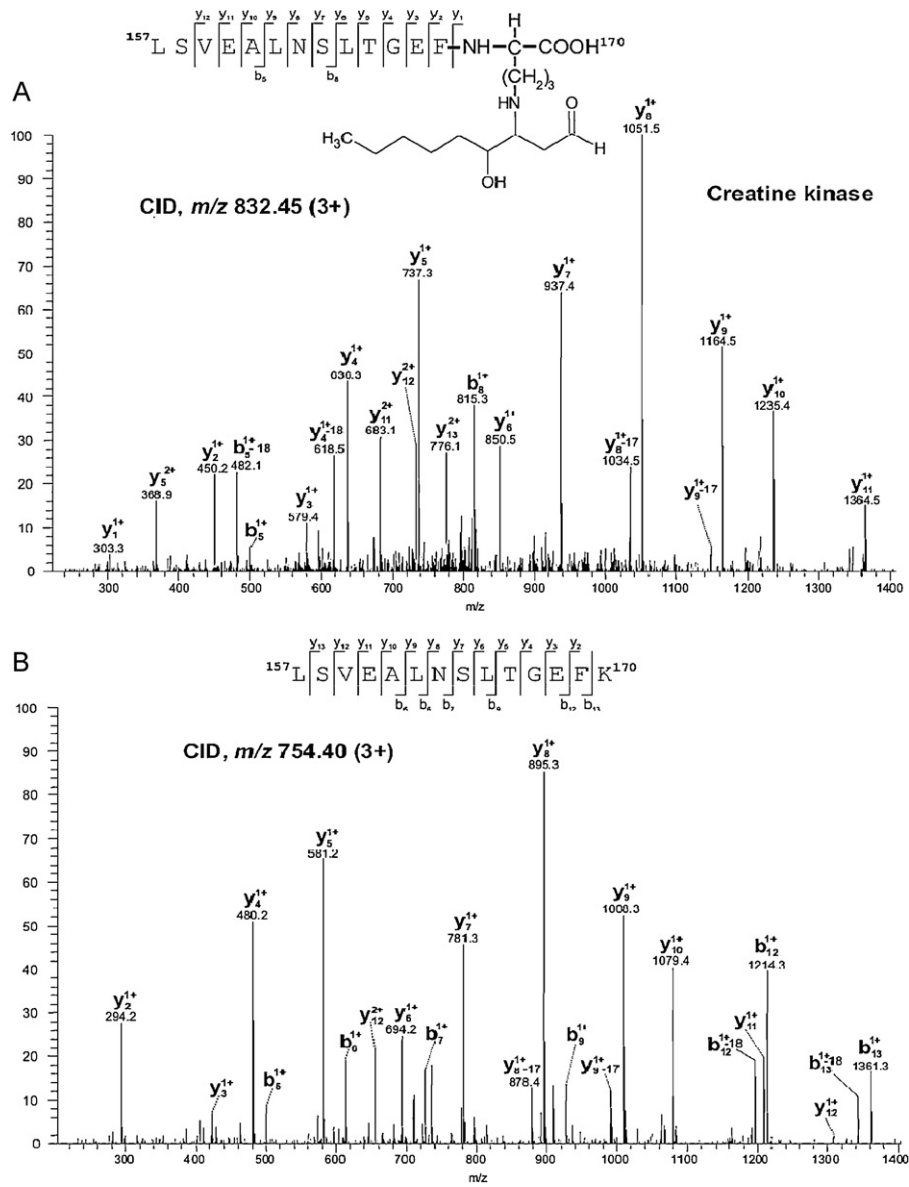 y12 y11 y10 y9 y8 y7 y6 y5 y4 y3 y2 y1
157L S V E A L N S L T G E F NH C COOH170
H
b5 b8
(CH2)3
HN
O
H3C
H
OH
A
CID, m/z 832.45 (3+)
Creatine kinase
y8 1+
1051.5
y5 1+
737.3
y7 1+
937.4
y9 1+
1164.5
y4 1+
630.3
y12 2+
b8 1+
815.3
y10 1+
1235.4
y11 2+
683.1
y13 2+
776.1
y6 1+
850.5
y4 1+-18
618.5
y8 1+-17
1034.5
y2 1+
450.2
b5 1+-18
482.1
y5 2+
368.9
y11 1+
1364.5
y3 1+
579.4
b5 1+
y9 1+-17
y1 1+
303.3
100
90
80
70
60
50
40
30
20
10
0
300 400 500 600 700 800 900 1000 1100 1200 1300 1400
m/z
B
y13 y12 y11 y10 y9 y8 y7 y6 y5 y4 y3 y2
157L S V E A L N S L T G E F K170
b5 b6 b7 b9 b12 b13
CID, m/z 754.40 (3+)
y8 1+
895.3
y5 1+
581.2
y4 1+
480.2
y9 1+
1008.3
y7 1+
781.3
y10 1+
1079.4
b12 1+
1214.3
y2 1+
294.2
y12 2+
y6 1+
694.2
b6 1+
b7 1+
b9 1+
y11 1+
b12 1+-18
y8 1+-17
878.4
y9 1+-17
b13 1+
1361.3
b13 1+-18
y3 1+
b5 1+
y12 1+
100
90
80
70
60
50
40
30
20
10
0
300 400 500 600 700 800 900 1000 1100 1200 1300 1400
m/z